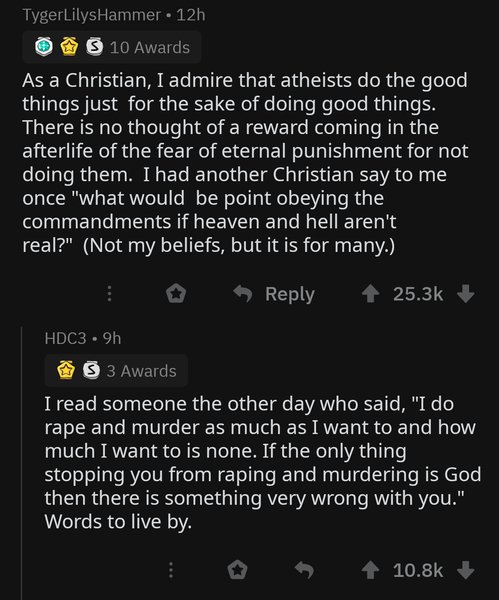 TygerLilysHammer • 12h
10 Awards
As a Christian, I admire that atheists do the good
things just for the sake of doing good things.
There is no thought of a reward coming in the
afterlife of the fear of eternal punishment for not
doing them. I had another Christian say to me
once "what would be point obeying the
commandments if heaven and hell aren't
real?" (Not my beliefs, but it is for many.)
Reply 25.3k
HDC3 • 9h
3 Awards
I read someone the other day who said, "I do
rape and murder as much as I want to and how
much I want to is none. If the only thing
stopping you from raping and murdering is God
then there is something very wrong with you."
Words to live by.
10.8k